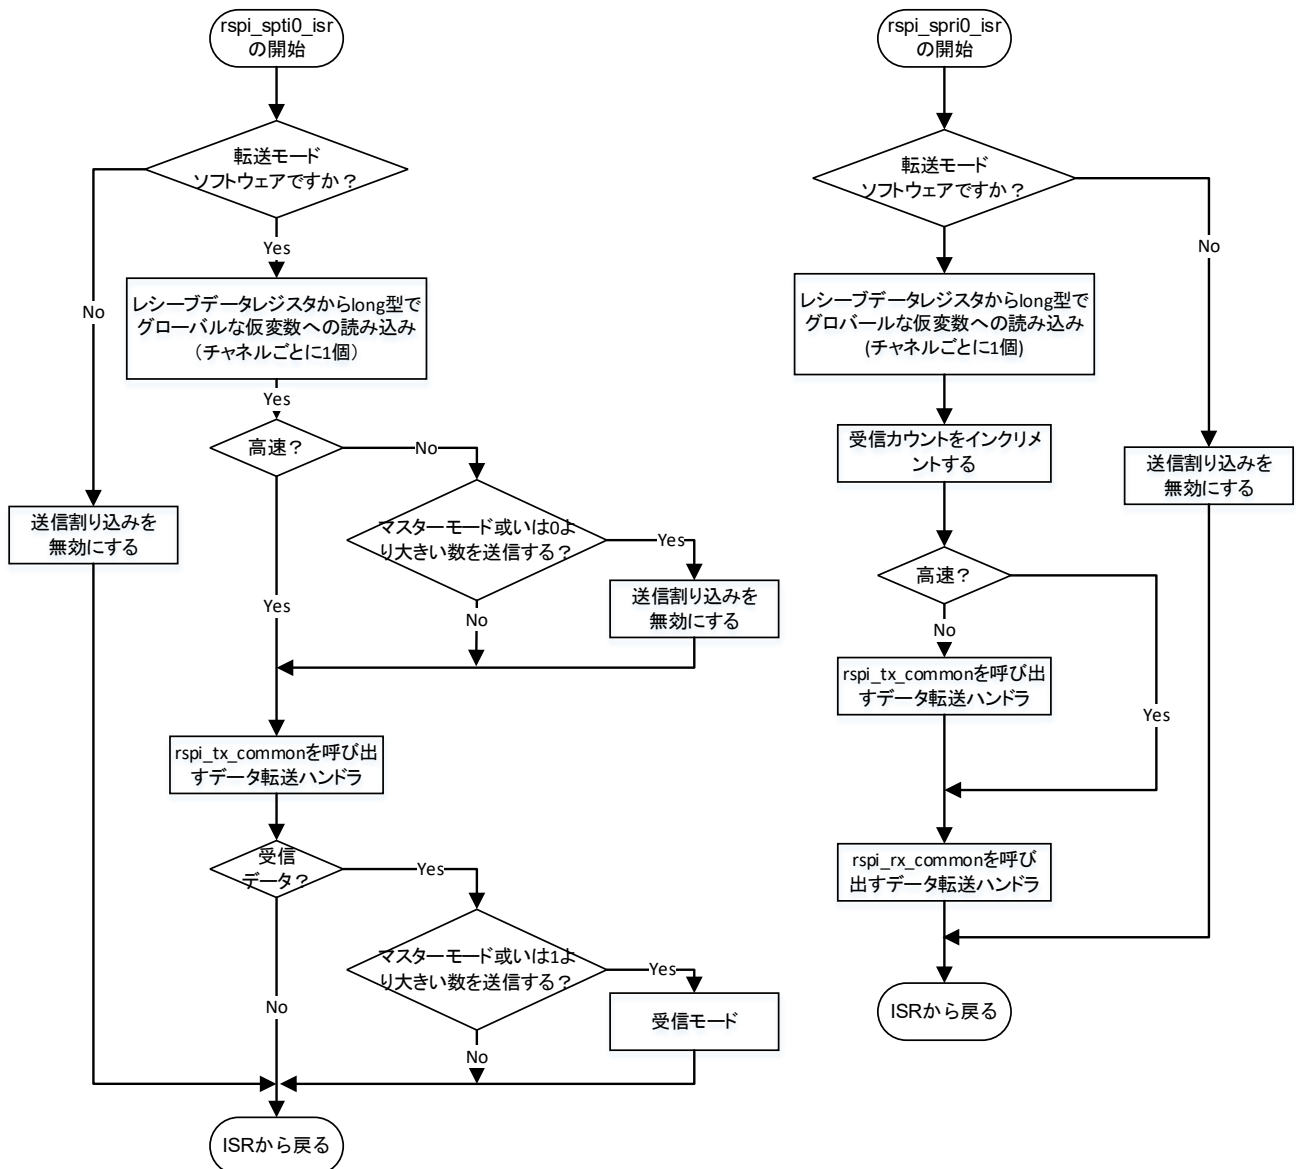 rspi_spti0_isr
の開始
転送モード
ソフトウェアですか？
Yes
No
レシーブデータレジスタからlong型で
グローバルな仮変数への読み込み
（チャネルごとに1個）
Yes
高速？
No
マスターモード或いは0よ
り大きい数を送信する？
Yes
送信割り込みを
無効にする
送信割り込みを
無効にする
Yes
No
rspi_tx_commonを呼び出
すデータ転送ハンドラ
受信
データ？
Yes
マスターモード或いは1よ
り大きい数を送信する？
Yes
受信モード
No
No
ISRから戻る
rspi_spri0_isr
の開始
転送モード
ソフトウェアですか？
No
レシーブデータレジスタからlong型で
グロバールな仮変数への読み込み
(チャネルごとに1個)
受信カウントをインクリメ
ントする
送信割り込みを
無効にする
高速？
No
rspi_tx_commonを呼び出
すデータ転送ハンドラ
Yes
rspi_rx_commonを呼び
出すデータ転送ハンドラ
ISRから戻る